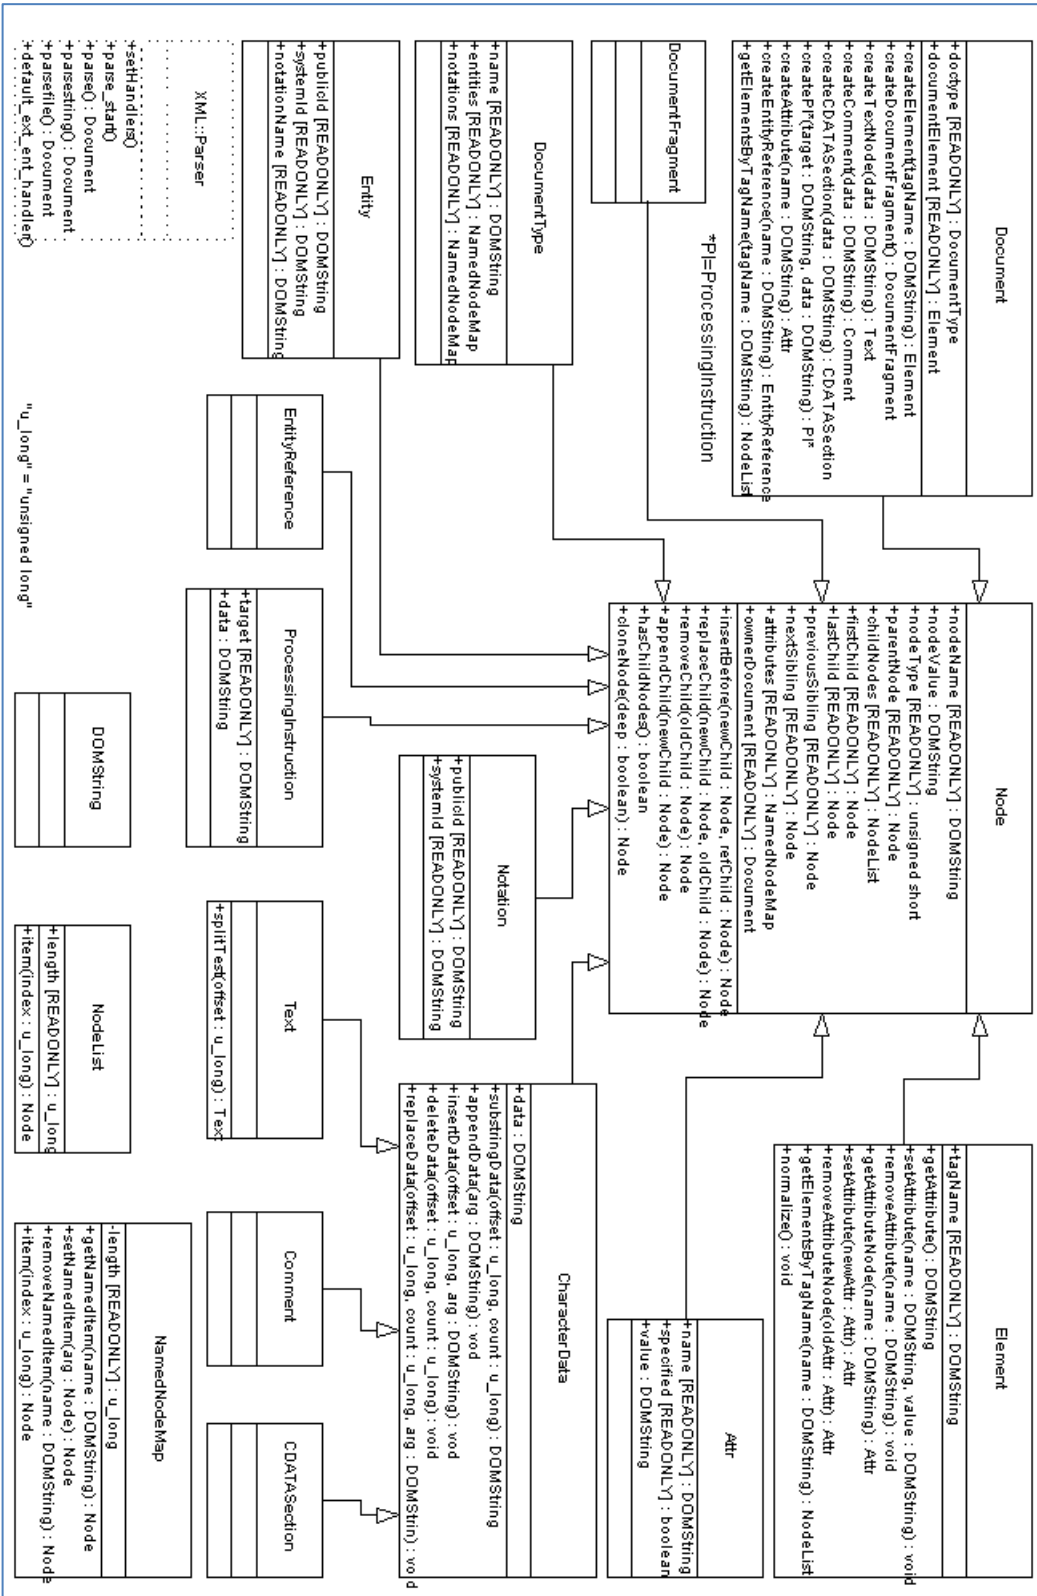 Document
+doctype [READONLY] : DocumentType
+documentElement [READONLY] : Element
+createElement(tagName : DOMString) : Element
+createDocumentFragment() : DocumentFragment
+createTextNode(data : DOMString) : Text
+createComment(data : DOMString) : Comment
+createCDATASection(data : DOMString) : CDATASection
+createPI*(target : DOMString, data : DOMString) : PI*
+createAttribute(name : DOMString) : Attr
+createEntityReference(name : DOMString) : EntityReference
+getElementsByTagName(tagName : DOMString) : NodeList
*PI=ProcessingInstruction
DocumentFragment
DocumentType
+name [READONLY] : DOMString
+entities [READONLY] : NamedNodeMap
+notations [READONLY] : NamedNodeMap
Entity
+publicId [READONLY] : DOMString
+systemId [READONLY] : DOMString
+notationName [READONLY] : DOMString
XML::Parser
+setHandlers()
+parse_start()
+parse() : Document
+parsestring() : Document
+parsefile() : Document
+default_ext_ent_handler()
Node
+nodeName [READONLY] : DOMString
+nodeValue : DOMString
+nodeType [READONLY] : unsigned short
+parentNode [READONLY] : Node
+childNodes [READONLY] : NodeList
+firstChild [READONLY] : Node
+lastChild [READONLY] : Node
+previousSibling [READONLY] : Node
+nextSibling [READONLY] : Node
+attributes [READONLY] : NamedNodeMap
+ownerDocument [READONLY] : Document
+insertBefore(newChild : Node, refChild : Node) : Node
+replaceChild(newChild : Node, oldChild : Node) : Node
+removeChild(oldChild : Node) : Node
+appendChild(newChild : Node) : Node
+hasChildNodes() : boolean
+cloneNode(deep : boolean) : Node
EntityReference
ProcessingInstruction
+target [READONLY] : DOMString
+data : DOMString
Notation
+publicId [READONLY] : DOMString
+systemId [READONLY] : DOMString
Element
+tagName [READONLY] : DOMString
+getAttribute() : DOMString
+setAttribute(name : DOMString, value : DOMString) : void
+removeAttribute(name : DOMString) : void
+getAttributeNode(name : DOMString) : Attr
+setAttribute(newAttr : Attr) : Attr
+removeAttributeNode(oldAttr : Attr) : Attr
+getElementsByTagName(name : DOMString) : NodeList
+normalize() : void
Attr
+name [READONLY] : DOMString
+specified [READONLY] : boolean
+value : DOMString
CharacterData
+data : DOMString
+substringData(offset : u_long, count : u_long) : DOMString
+appendData(arg : DOMString) : void
+insertData(offset : u_long, arg : DOMString) : vod
+deleteData(offset : u_long, count : u_long) : void
+replaceData(offset : u_long, count : u_long, arg : DOMStrin) : void
Text
+splitTest(offset : u_long) : Text
Comment
CDATASection
"u_long" = "unsigned long"
DOMString
NodeList
+length [READONLY] : u_long
+item(index : u_long) : Node
NamedNodeMap
-length [READONLY] : u_long
+getNamedItem(name : DOMString) : Node
+setNamedItem(arg : Node) : Node
+removeNamedItem(name : DOMString) : Node
+item(index : u_long) : Node